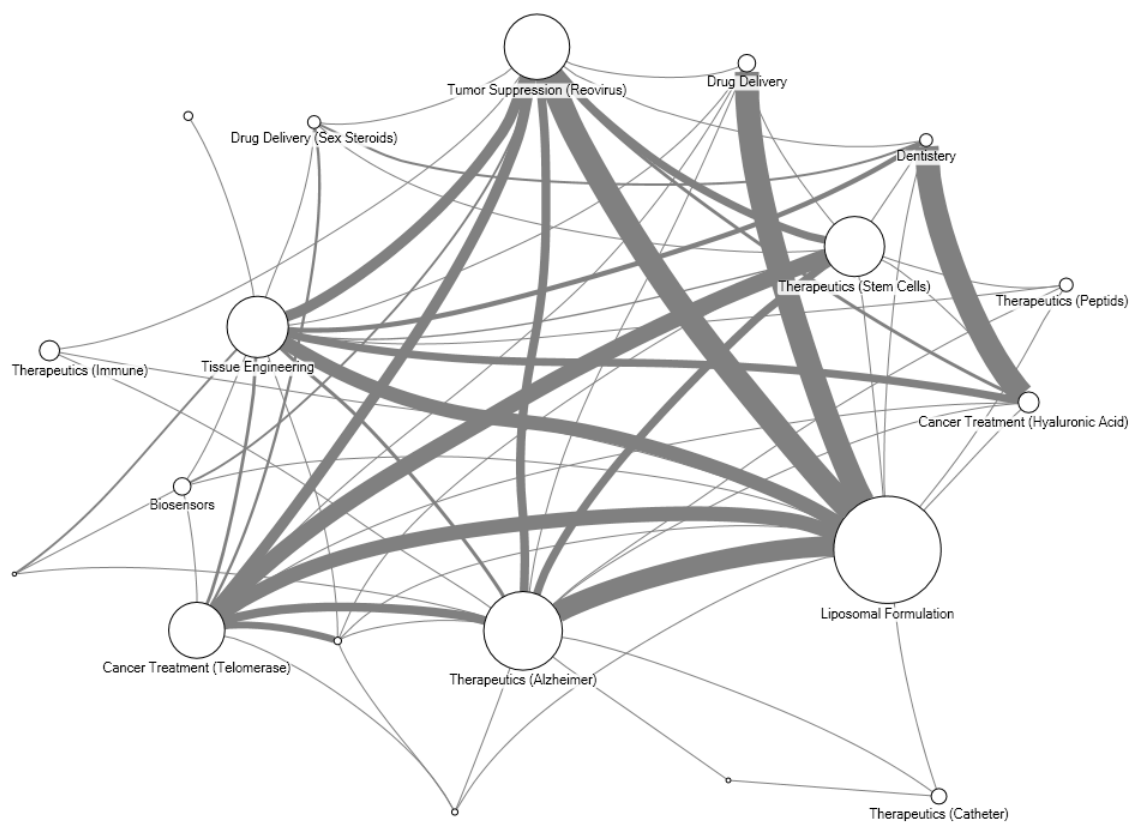 Tumor Suppression (Reovirus)
Drug Delivery
Drug Delivery (Sex Steroids)
Dentistery
Therapeutics (Stem Cells)
Therapeutics (Peptids)
Tissue Engineering
Therapeutics (Immune)
Cancer Treatment (Hyaluronic Acid)
Biosensors
Liposomal Formulation
Cancer Treatment (Telomerase)
Therapeutics (Alzheimer)
Therapeutics (Catheter)